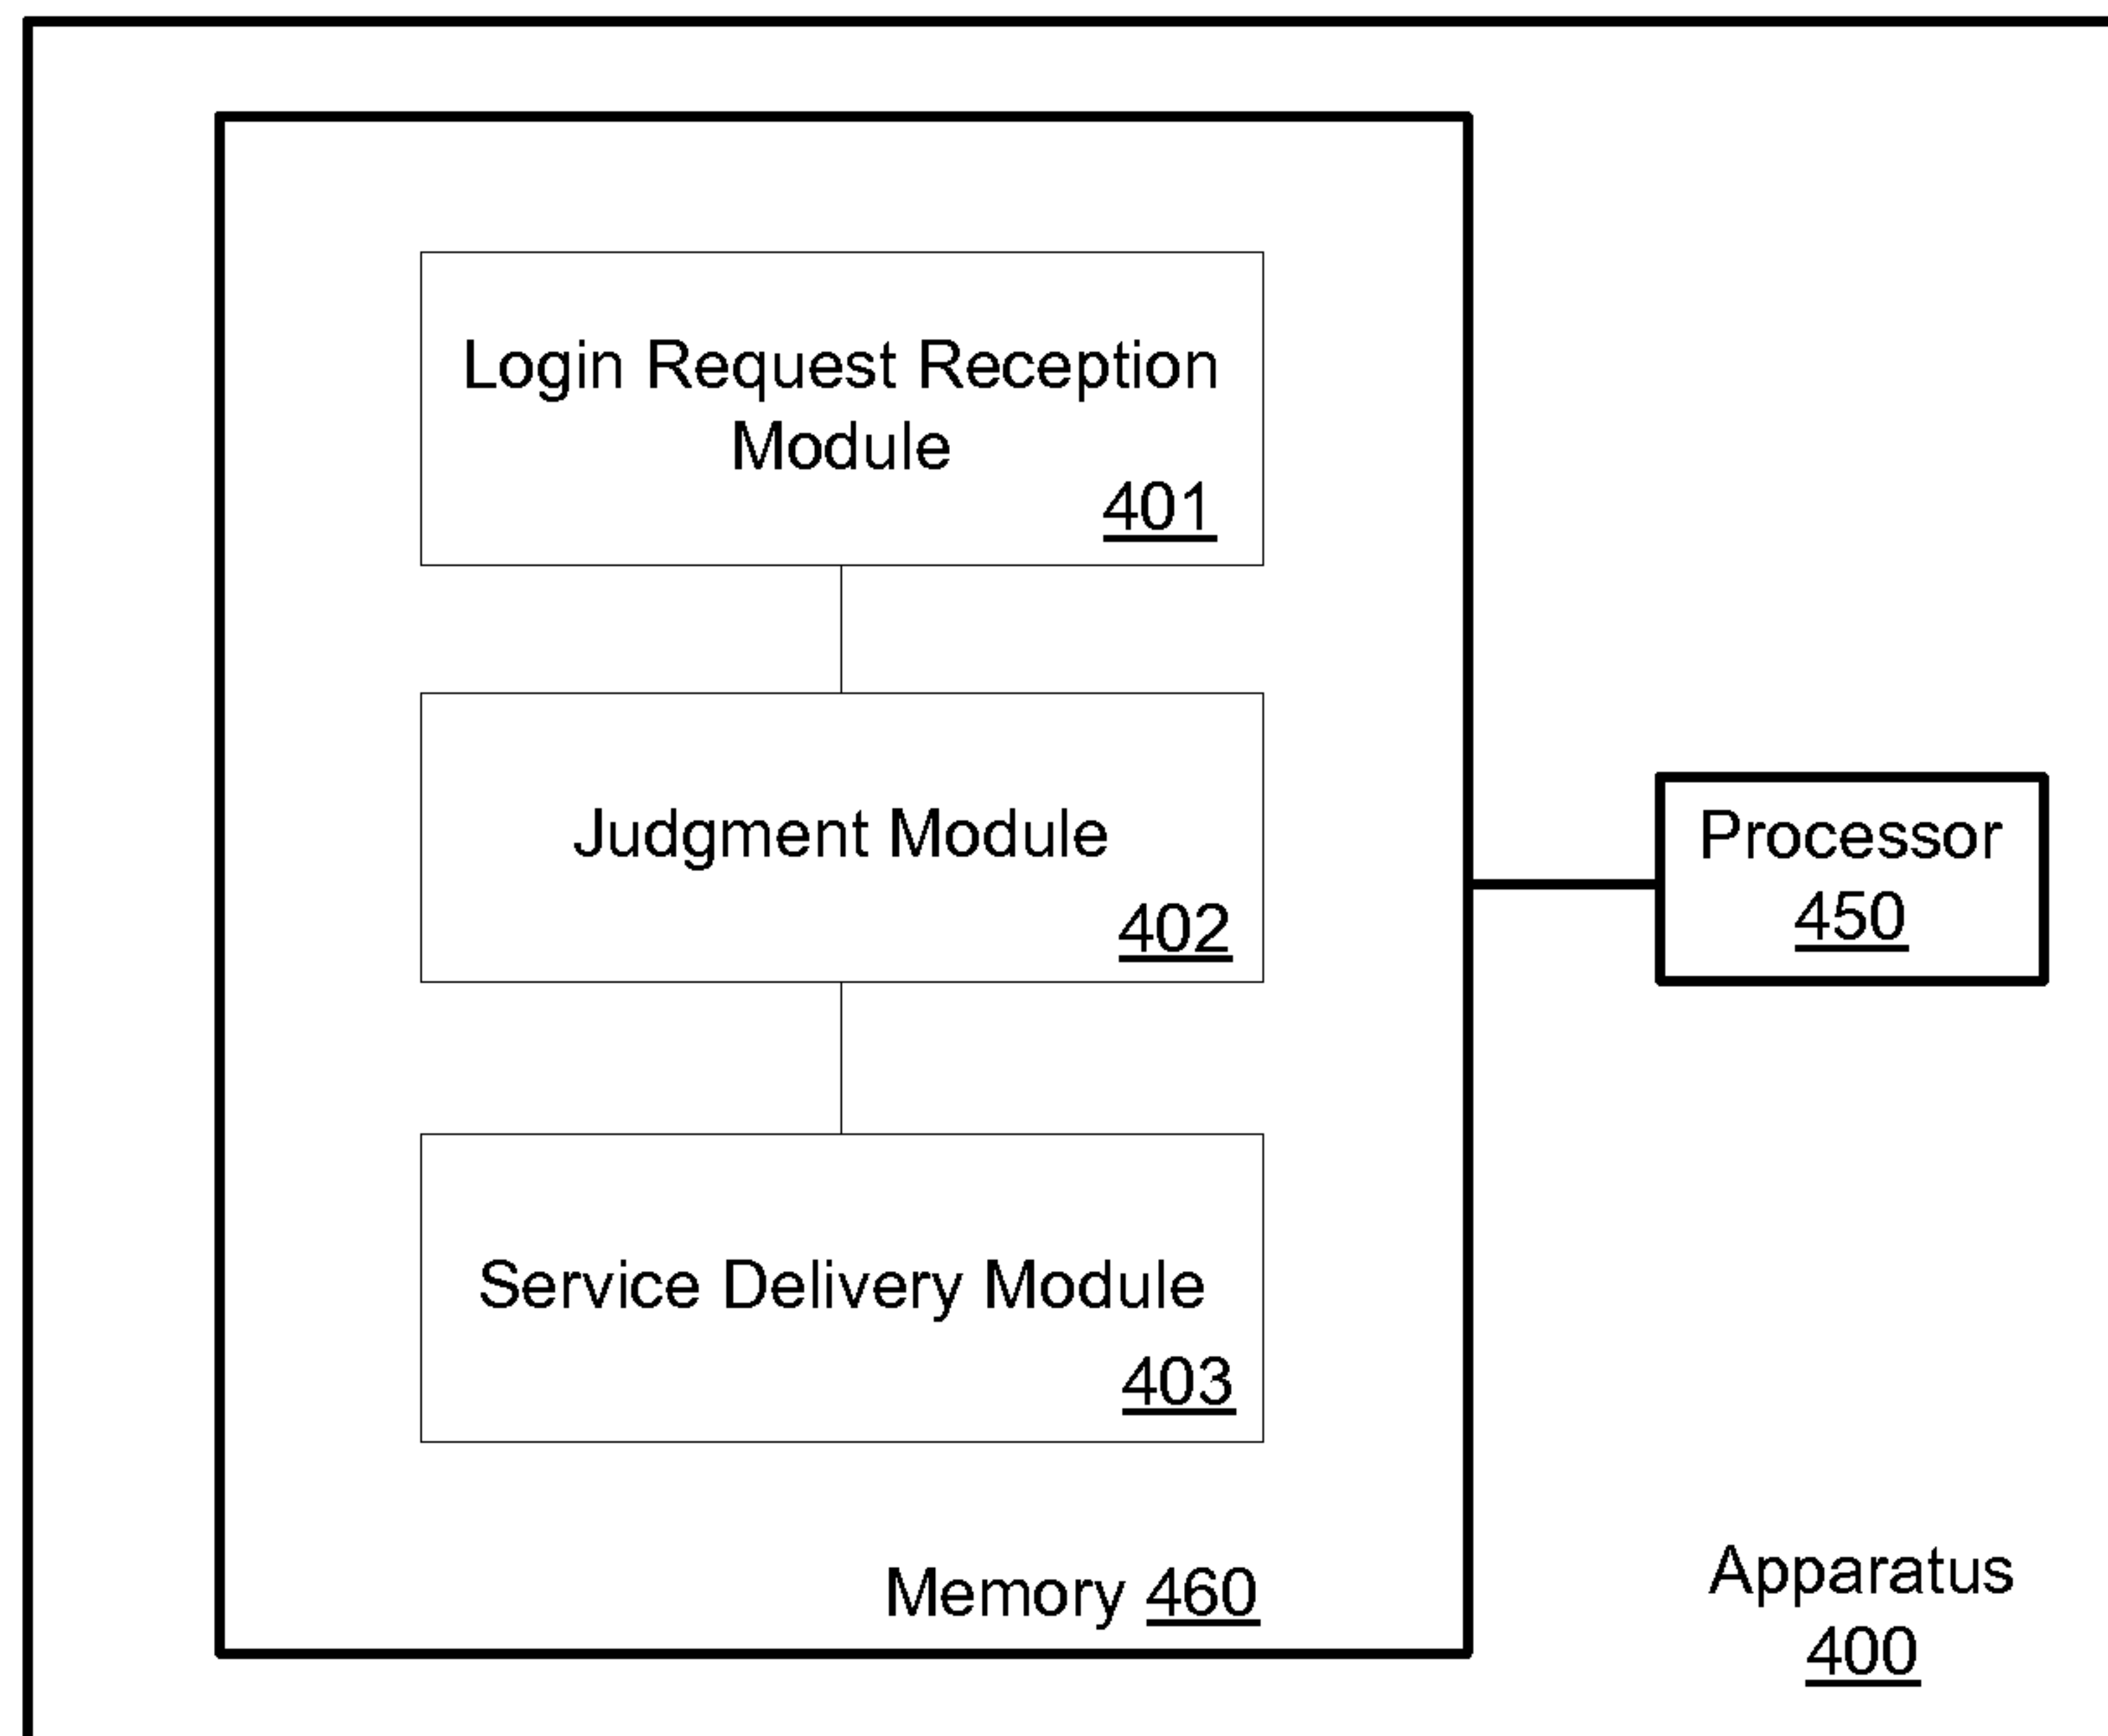 Login Request Reception
Module
401
Judgment Module
402
Service Delivery Module
403
Memory 460
Processor
450
Apparatus
400